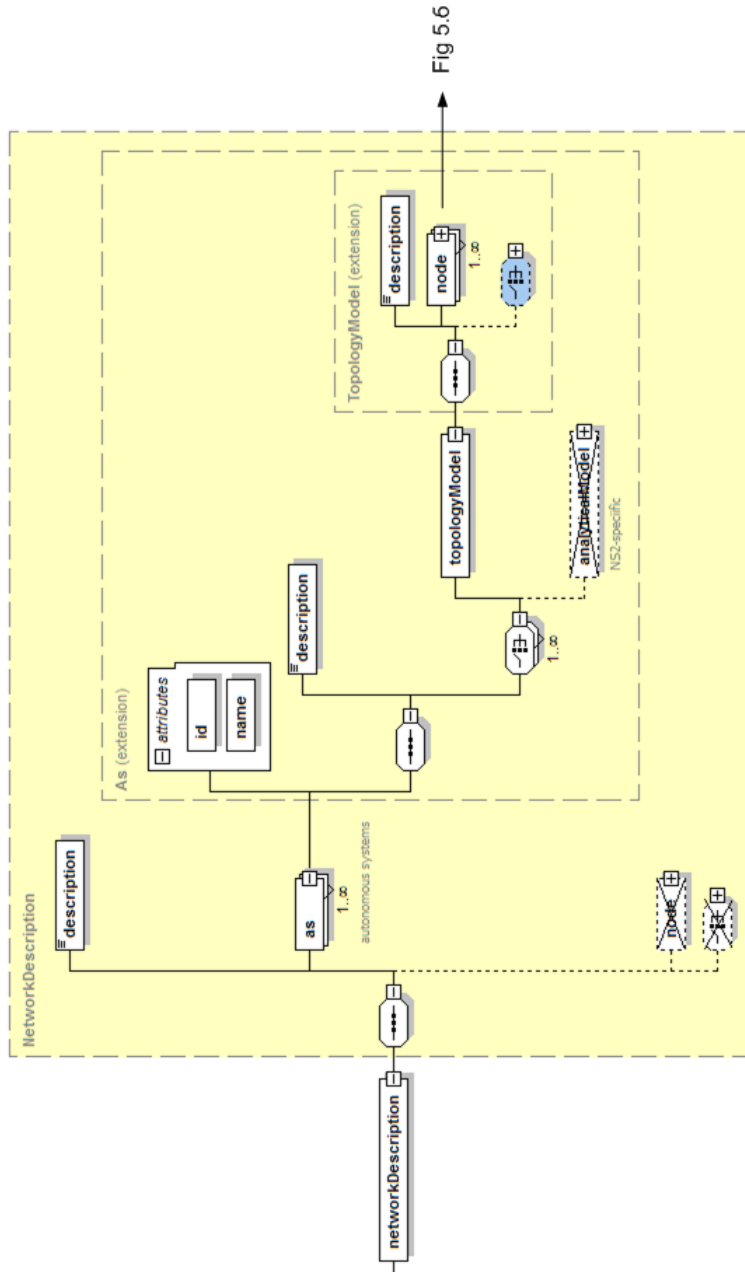 NetworkDescription
networkDescription
description
as
1..∞
autonomous systems
node
As (extension)
attributes
id
name
description
1..∞
topologyModel
analyticalModel
NS2-specific
TopologyModel (extension)
description
node
1..∞
Fig 5.6